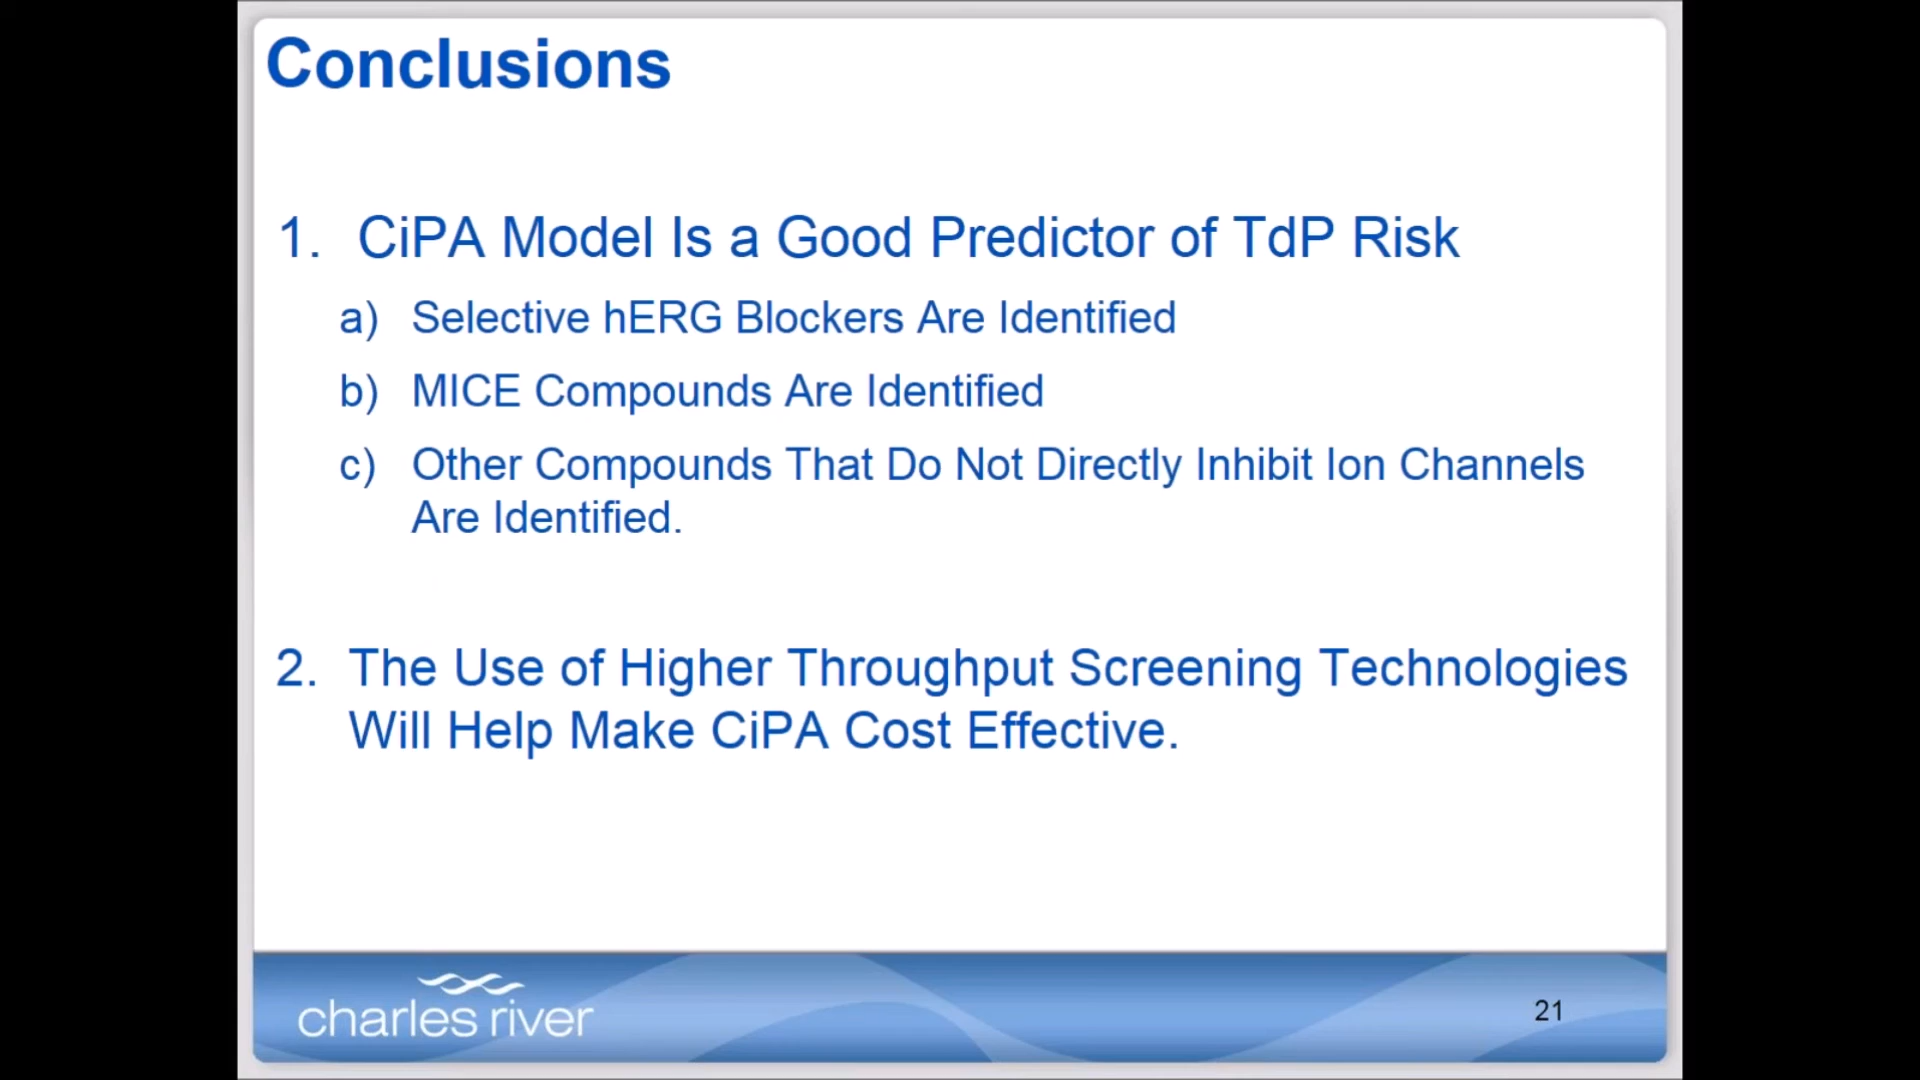 Conclusions
1. CiPA Model Is a Good Predictor of TdP Risk
a) Selective hERG Blockers Are Identified
b) MICE Compounds Are Identified
c) Other Compounds That Do Not Directly Inhibit Ion Channels
Are Identified.
2. The Use of Higher Throughput Screening Technologies
Will Help Make CiPA Cost Effective.
charles river
21